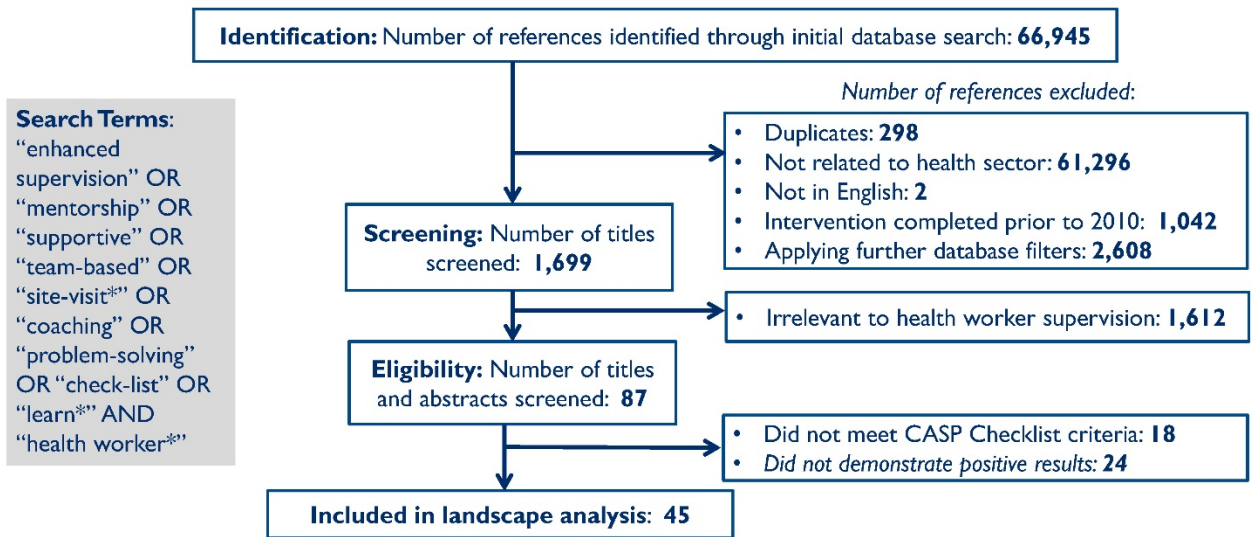 Identification: Number of references identified through initial database search: 66,945
Number of references excluded:
Search Terms:
“enhanced
supervision” OR
“mentorship” OR
“supportive” OR
“team-based” OR
“site-visit*” OR
“coaching” OR
“problem-solving”
OR “check-list” OR
“learn*” AND
“health worker*”
• Duplicates: 298
• Not related to health sector: 61,296
• Not in English: 2
• Intervention completed prior to 2010: 1,042
• Applying further database filters: 2,608
Screening: Number of titles
screened: 1,699
• Irrelevant to health worker supervision: 1,612
Eligibility: Number of titles
and abstracts screened: 87
• Did not meet CASP Checklist criteria: 18
• Did not demonstrate positive results: 24
Included in landscape analysis: 45